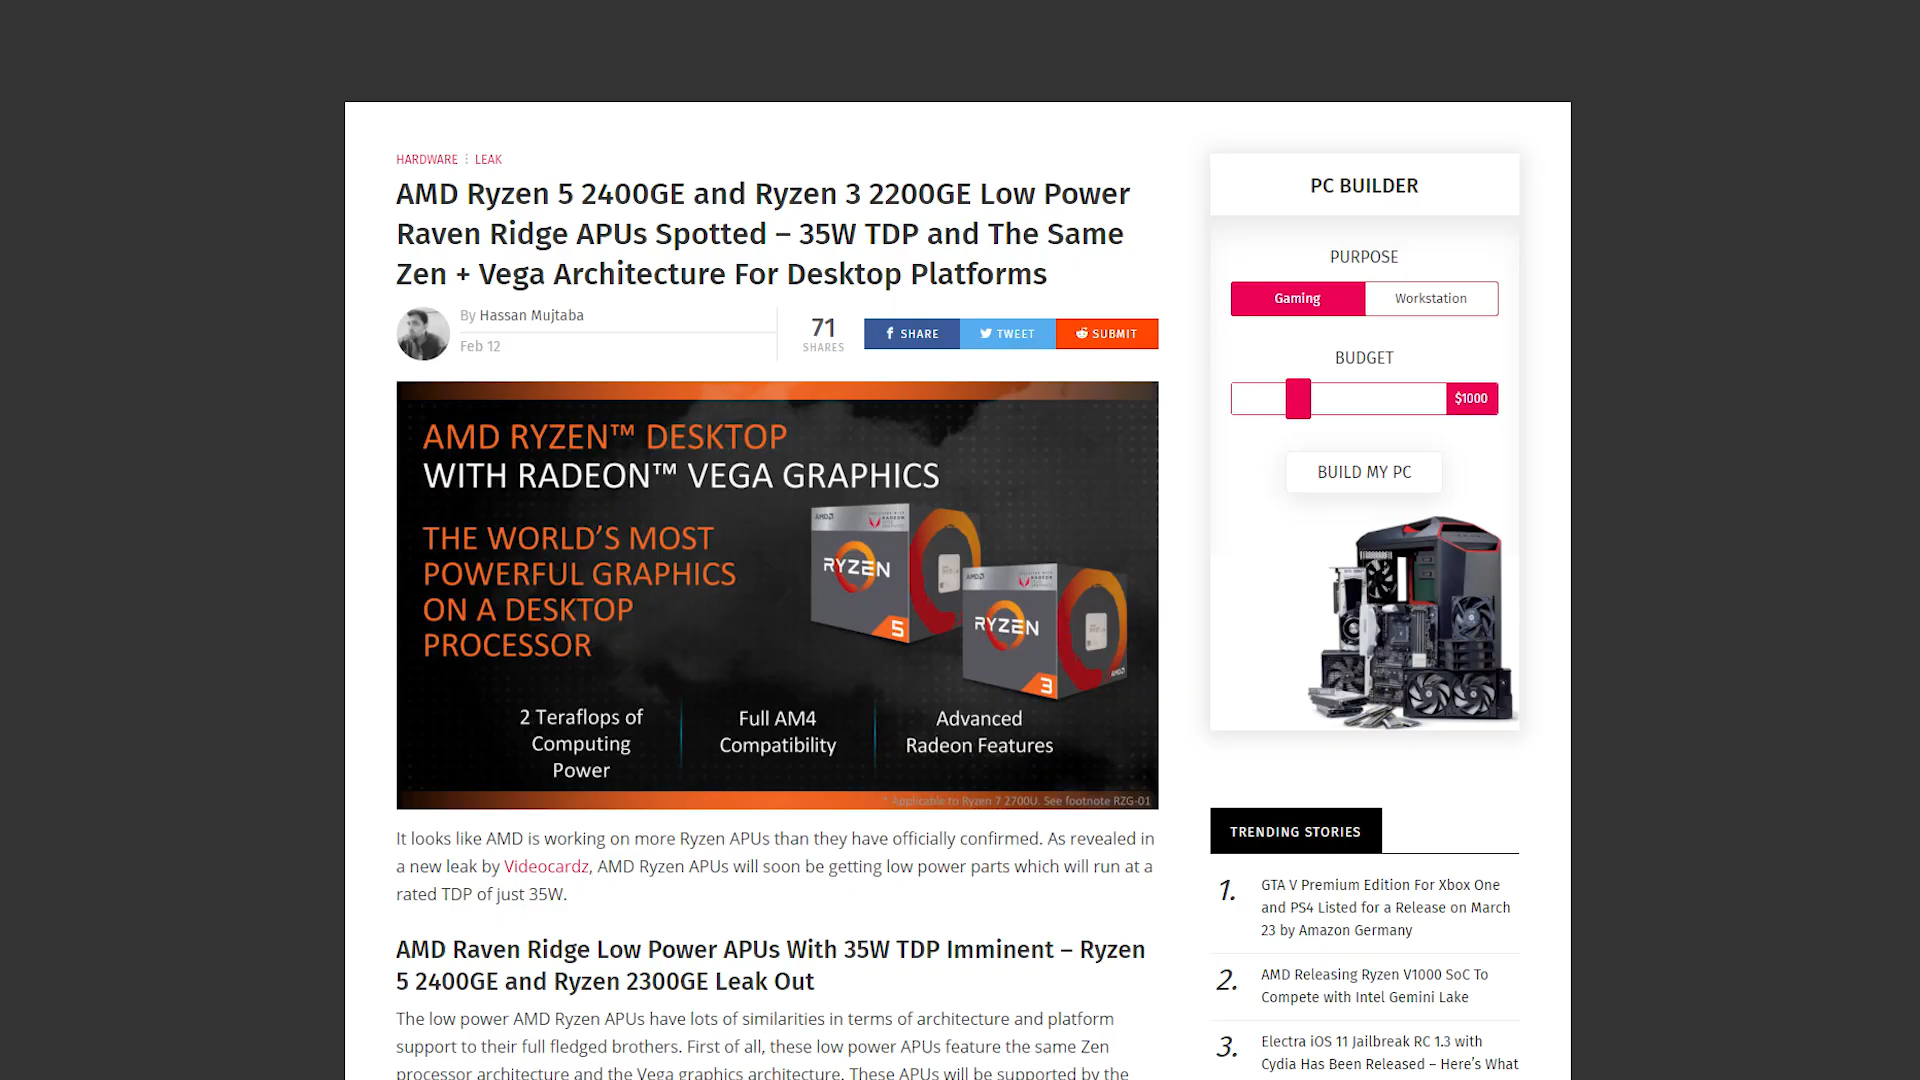 HARDWARE ⋮ LEAK
AMD Ryzen 5 2400GE and Ryzen 3 2200GE Low Power
Raven Ridge APUs Spotted – 35W TDP and The Same
Zen + Vega Architecture For Desktop Platforms
By Hassan Mujtaba
Feb 12
71
SHARES
SHARE
TWEET
SUBMIT
AMD RYZEN™ DESKTOP
WITH RADEON™ VEGA GRAPHICS
THE WORLD'S MOST
POWERFUL GRAPHICS
ON A DESKTOP
PROCESSOR
AMD
RADEON
RYZEN
5
AMD
RADEON
RYZEN
3
AMD
2 Teraflops of
Computing
Power
Full AM4
Compatibility
Advanced
Radeon Features
* Applicable to Ryzen 7 2700U. See footnote RZG-01
It looks like AMD is working on more Ryzen APUs than they have officially confirmed. As revealed in
a new leak by Videocardz, AMD Ryzen APUs will soon be getting low power parts which will run at a
rated TDP of just 35W.
AMD Raven Ridge Low Power APUs With 35W TDP Imminent – Ryzen
5 2400GE and Ryzen 2300GE Leak Out
The low power AMD Ryzen APUs have lots of similarities in terms of architecture and platform
support to their full fledged brothers. First of all, these low power APUs feature the same Zen
processor architecture and the Vega graphics architecture. These APUs will be supported by the
PC BUILDER
PURPOSE
Gaming
Workstation
BUDGET
$1000
BUILD MY PC
TRENDING STORIES
1.
GTA V Premium Edition For Xbox One
and PS4 Listed for a Release on March
23 by Amazon Germany
2.
AMD Releasing Ryzen V1000 SoC To
Compete with Intel Gemini Lake
3.
Electra iOS 11 Jailbreak RC 1.3 with
Cydia Has Been Released – Here's What